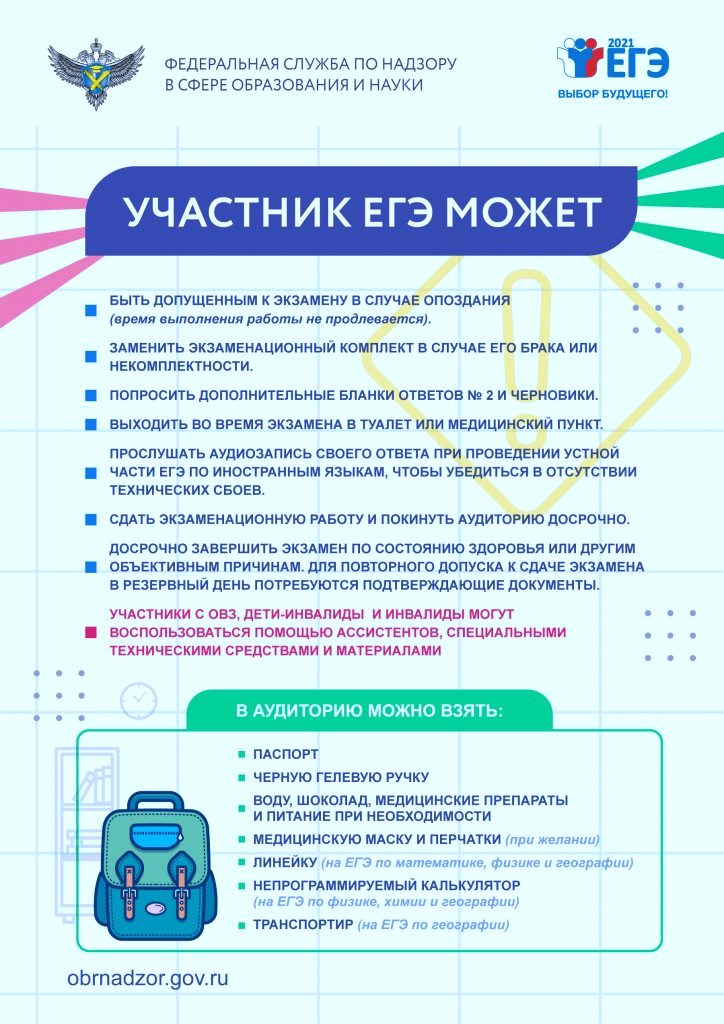 ФЕДЕРАЛЬНАЯ СЛУЖБА ПО НАДЗОРУ
В СФЕРЕ ОБРАЗОВАНИЯ И НАУКИ
2021
ЕГЭ
ВЫБОР БУДУЩЕГО!
УЧАСТНИК ЕГЭ МОЖЕТ
БЫТЬ ДОПУЩЕННЫМ К ЭКЗАМЕНУ В СЛУЧАЕ ОПОЗДАНИЯ
(время выполнения работы не продлевается).
ЗАМЕНИТЬ ЭКЗАМЕНАЦИОННЫЙ КОМПЛЕКТ В СЛУЧАЕ ЕГО БРАКА ИЛИ
НЕКОМПЛЕКТНОСТИ.
ПОПРОСИТЬ ДОПОЛНИТЕЛЬНЫЕ БЛАНКИ ОТВЕТОВ № 2 И ЧЕРНОВИКИ.
ВЫХОДИТЬ ВО ВРЕМЯ ЭКЗАМЕНА В ТУАЛЕТ ИЛИ МЕДИЦИНСКИЙ ПУНКТ.
ПРОСЛУШАТЬ АУДИОЗАПИСЬ СВОЕГО ОТВЕТА ПРИ ПРОВЕДЕНИИ УСТНОЙ
ЧАСТИ ЕГЭ ПО ИНОСТРАННЫМ ЯЗЫКАМ, ЧТОБЫ УБЕДИТЬСЯ В ОТСУТСТВИИ
ТЕХНИЧЕСКИХ СБОЕВ.
СДАТЬ ЭКЗАМЕНАЦИОННУЮ РАБОТУ И ПОКИНУТЬ АУДИТОРИЮ ДОСРОЧНО.
ДОСРОЧНО ЗАВЕРШИТЬ ЭКЗАМЕН ПО СОСТОЯНИЮ ЗДОРОВЬЯ ИЛИ ДРУГИМ
ОБЪЕКТИВНЫМ ПРИЧИНАМ. ДЛЯ ПОВТОРНОГО ДОПУСКА К СДАЧЕ ЭКЗАМЕНА
В РЕЗЕРВНЫЙ ДЕНЬ ПОТРЕБУЮТСЯ ПОДТВЕРЖДАЮЩИЕ ДОКУМЕНТЫ.
УЧАСТНИКИ С ОВЗ, ДЕТИ-ИНВАЛИДЫ И ИНВАЛИДЫ МОГУТ
ВОСПОЛЬЗОВАТЬСЯ ПОМОЩЬЮ АССИСТЕНТОВ, СПЕЦИАЛЬНЫМИ
ТЕХНИЧЕСКИМИ СРЕДСТВАМИ И МАТЕРИАЛАМИ
В АУДИТОРИЮ МОЖНО ВЗЯТЬ:
ПАСПОРТ
ЧЕРНУЮ ГЕЛЕВУЮ РУЧКУ
ВОДУ, ШОКОЛАД, МЕДИЦИНСКИЕ ПРЕПАРАТЫ
И ПИТАНИЕ ПРИ НЕОБХОДИМОСТИ
МЕДИЦИНСКУЮ МАСКУ И ПЕРЧАТКИ (при желании)
ЛИНЕЙКУ (на ЕГЭ по математике, физике и географии)
НЕПРОГРАММИРУЕМЫЙ КАЛЬКУЛЯТОР
(на ЕГЭ по физике, химии и географии)
ТРАНСПОРТИР (на ЕГЭ по географии)
obrnadzor.gov.ru